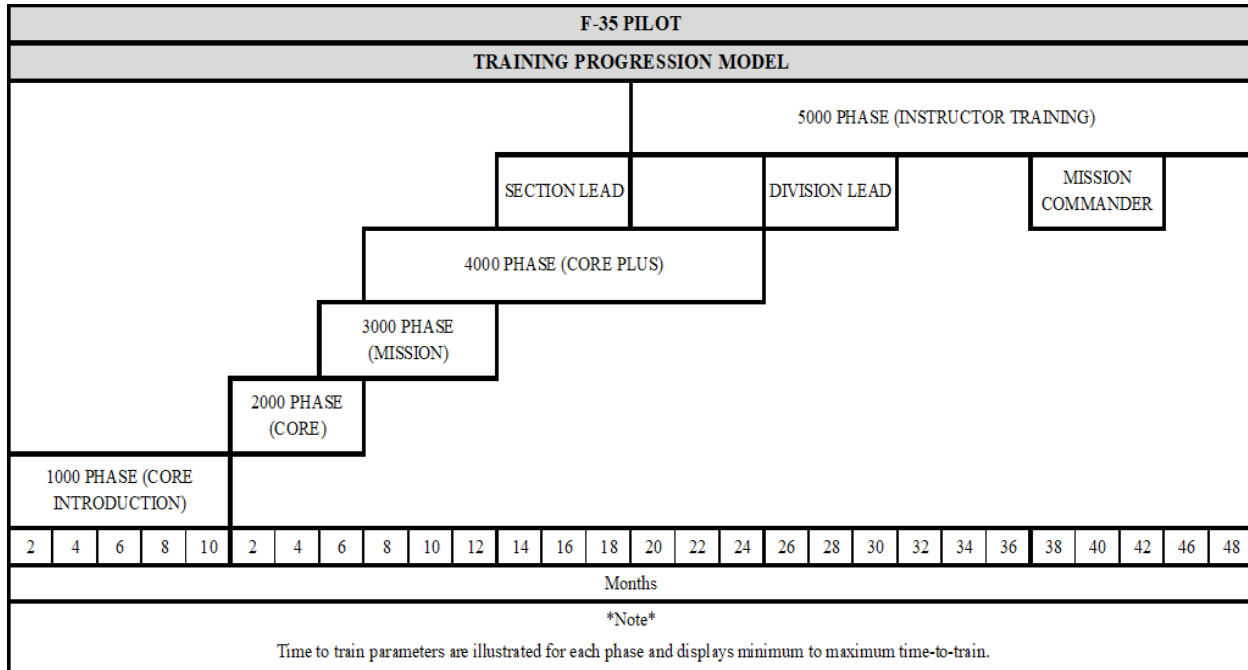 F-35 PILOT
TRAINING PROGRESSION MODEL
5000 PHASE (INSTRUCTOR TRAINING)
SECTION LEAD
DIVISION LEAD
MISSION
COMMANDER
4000 PHASE (CORE PLUS)
3000 PHASE
(MISSION)
2000 PHASE
(CORE)
1000 PHASE (CORE
INTRODUCTION)
2 4 6 8 10 2 4 6 8 10 12 14 16 18 20 22 24 26 28 30 32 34 36 38 40 42 46 48
Months
*Note*
Time to train parameters are illustrated for each phase and displays minimum to maximum time-to-train.